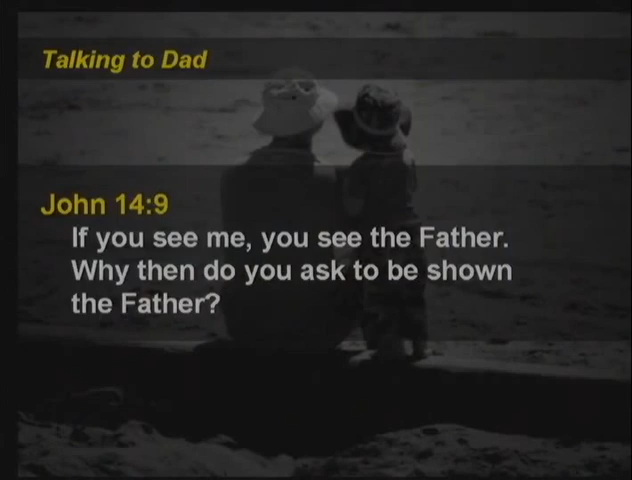 Talking to Dad
John 14:9
If you see me, you see the Father.
Why then do you ask to be shown
the Father?